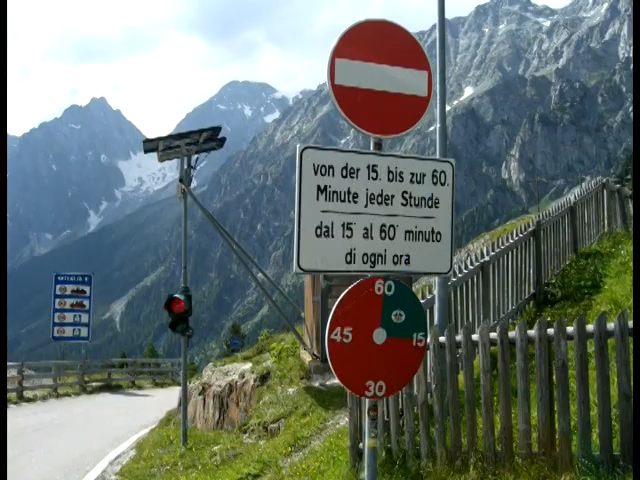 von der 15. bis zur 60.
Minute jeder Stunde
dal 15° al 60° minuto
di ogni ora
60
45
15
30